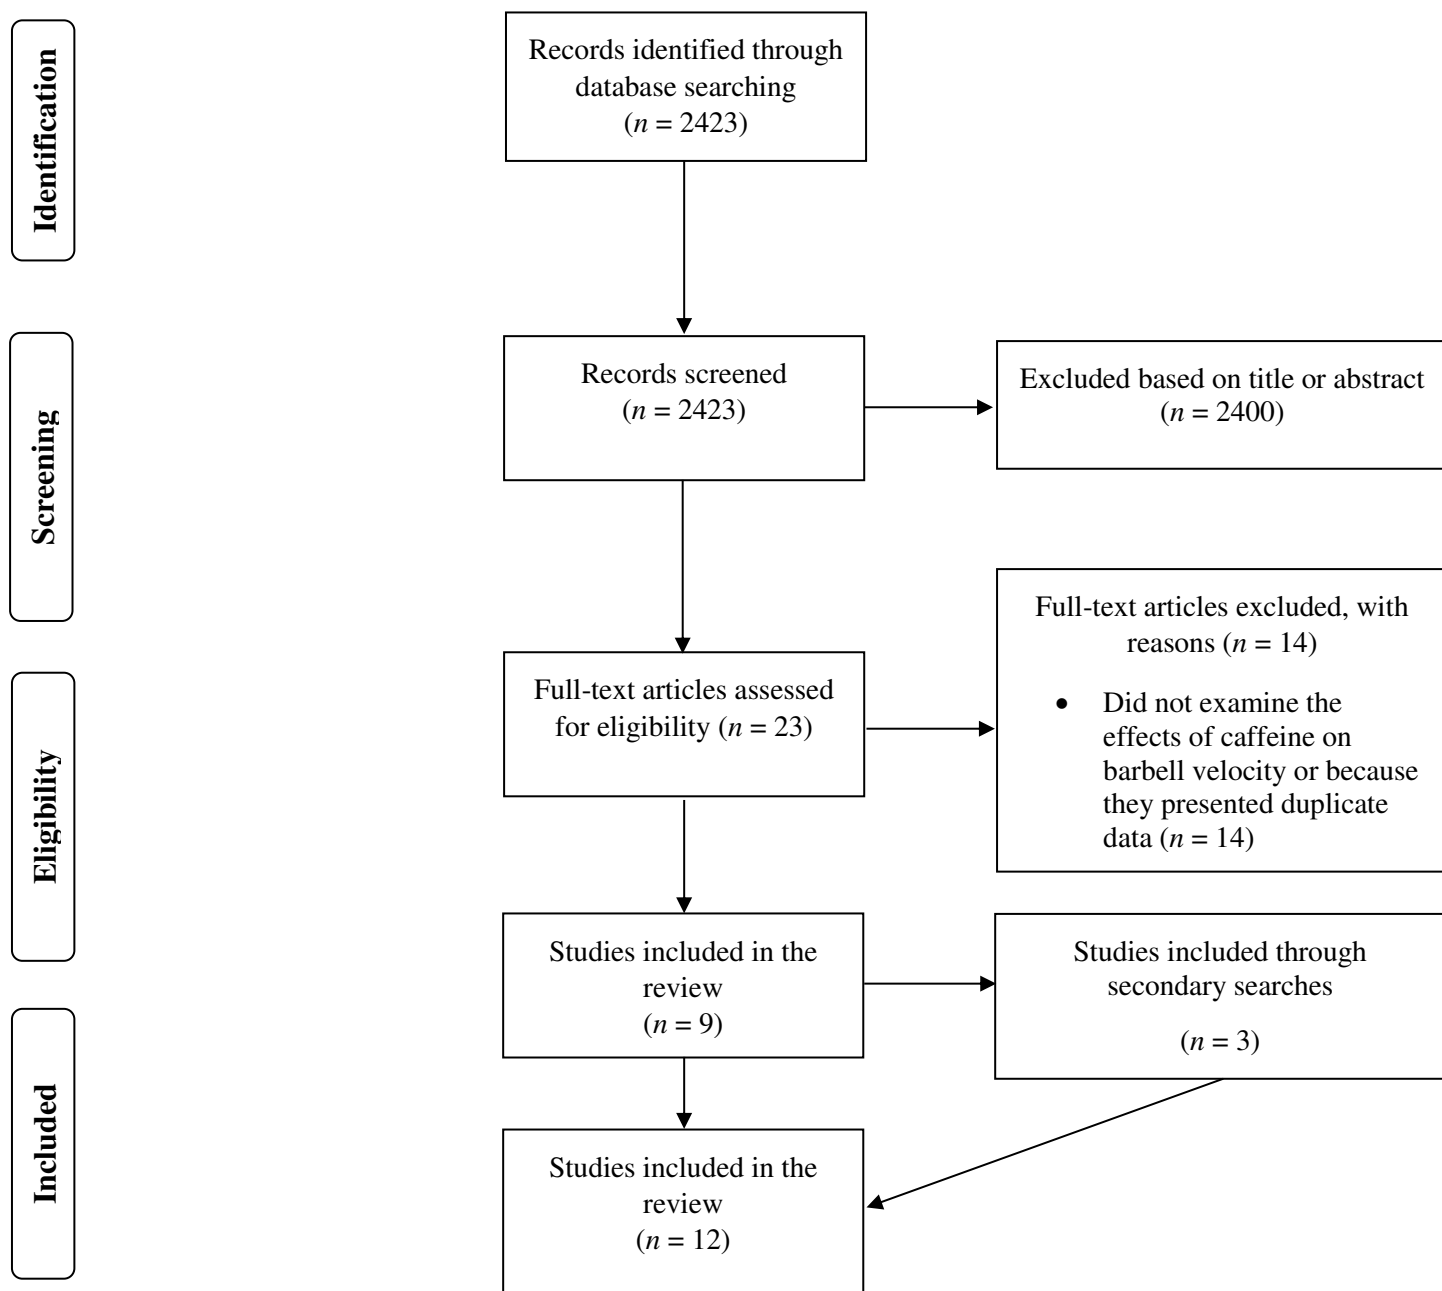 Identification
Records identified through
database searching
(n = 2423)
Screening
Records screened
(n = 2423)
Excluded based on title or abstract
(n = 2400)
Eligibility
Full-text articles assessed
for eligibility (n = 23)
Full-text articles excluded, with
reasons (n = 14)
• Did not examine the
effects of caffeine on
barbell velocity or because
they presented duplicate
data (n = 14)
Studies included in the
review
(n = 9)
Studies included through
secondary searches
(n = 3)
Included
Studies included in the
review
(n = 12)